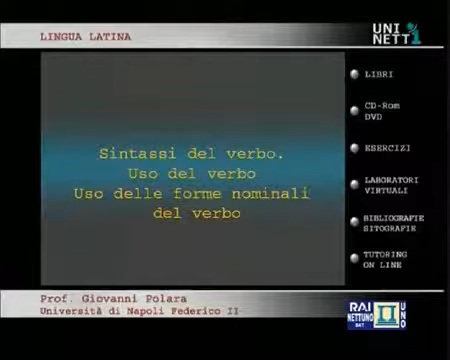 LINGUA LATINA
UNI
NETT1
LIBRI
CD-Rom
DVD
ESERCIZI
LABORATORI
VIRTUALI
BIBLIOGRAFIE
SITOGRAFIE
TUTORING
ON LINE
Sintassi del verbo.
Uso del verbo
Uso delle forme nominali
del verbo
Prof. Giovanni Polara
Università di Napoli Federico II
RAI
NETTUNO
SAT
UNO